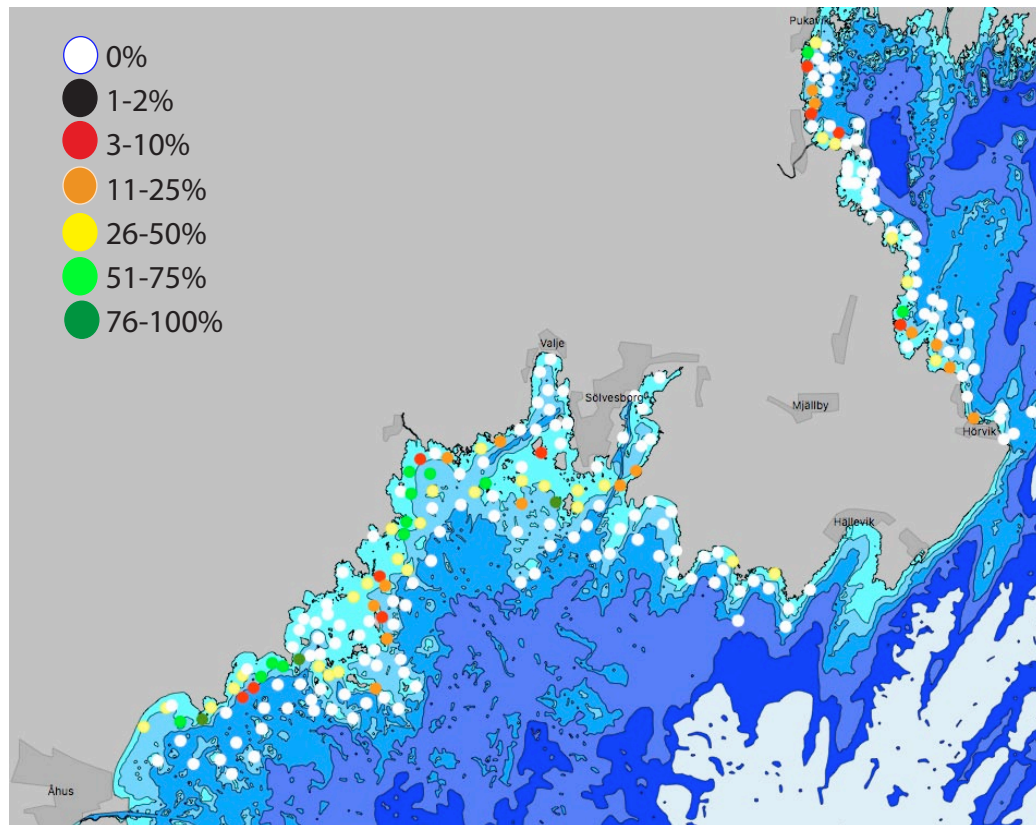 Pukavik
0%
1-2%
3-10%
11-25%
26-50%
51-75%
76-100%
Valje
Sölvesborg
Mjällby
Hörvik
Hällevik
Åhus